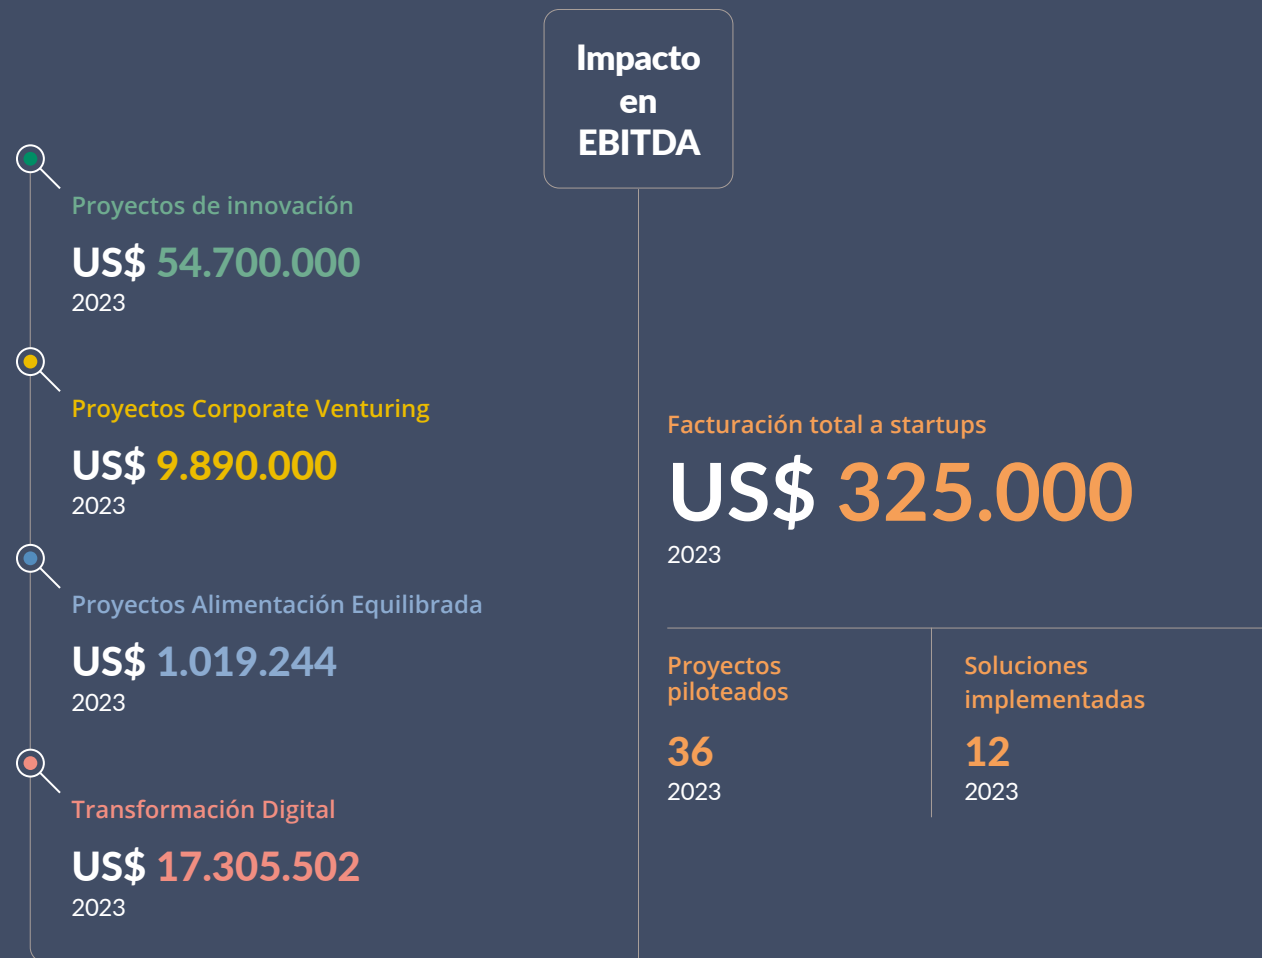 Impacto
en
EBITDA
Proyectos de innovación
US$ 54.700.000
2023
Proyectos Corporate Venturing
US$ 9.890.000
2023
Proyectos Alimentación Equilibrada
US$ 1.019.244
2023
Transformación Digital
US$ 17.305.502
2023
Facturación total a startups
US$ 325.000
2023
Proyectos
piloteados
36
2023
Soluciones
implementadas
12
2023